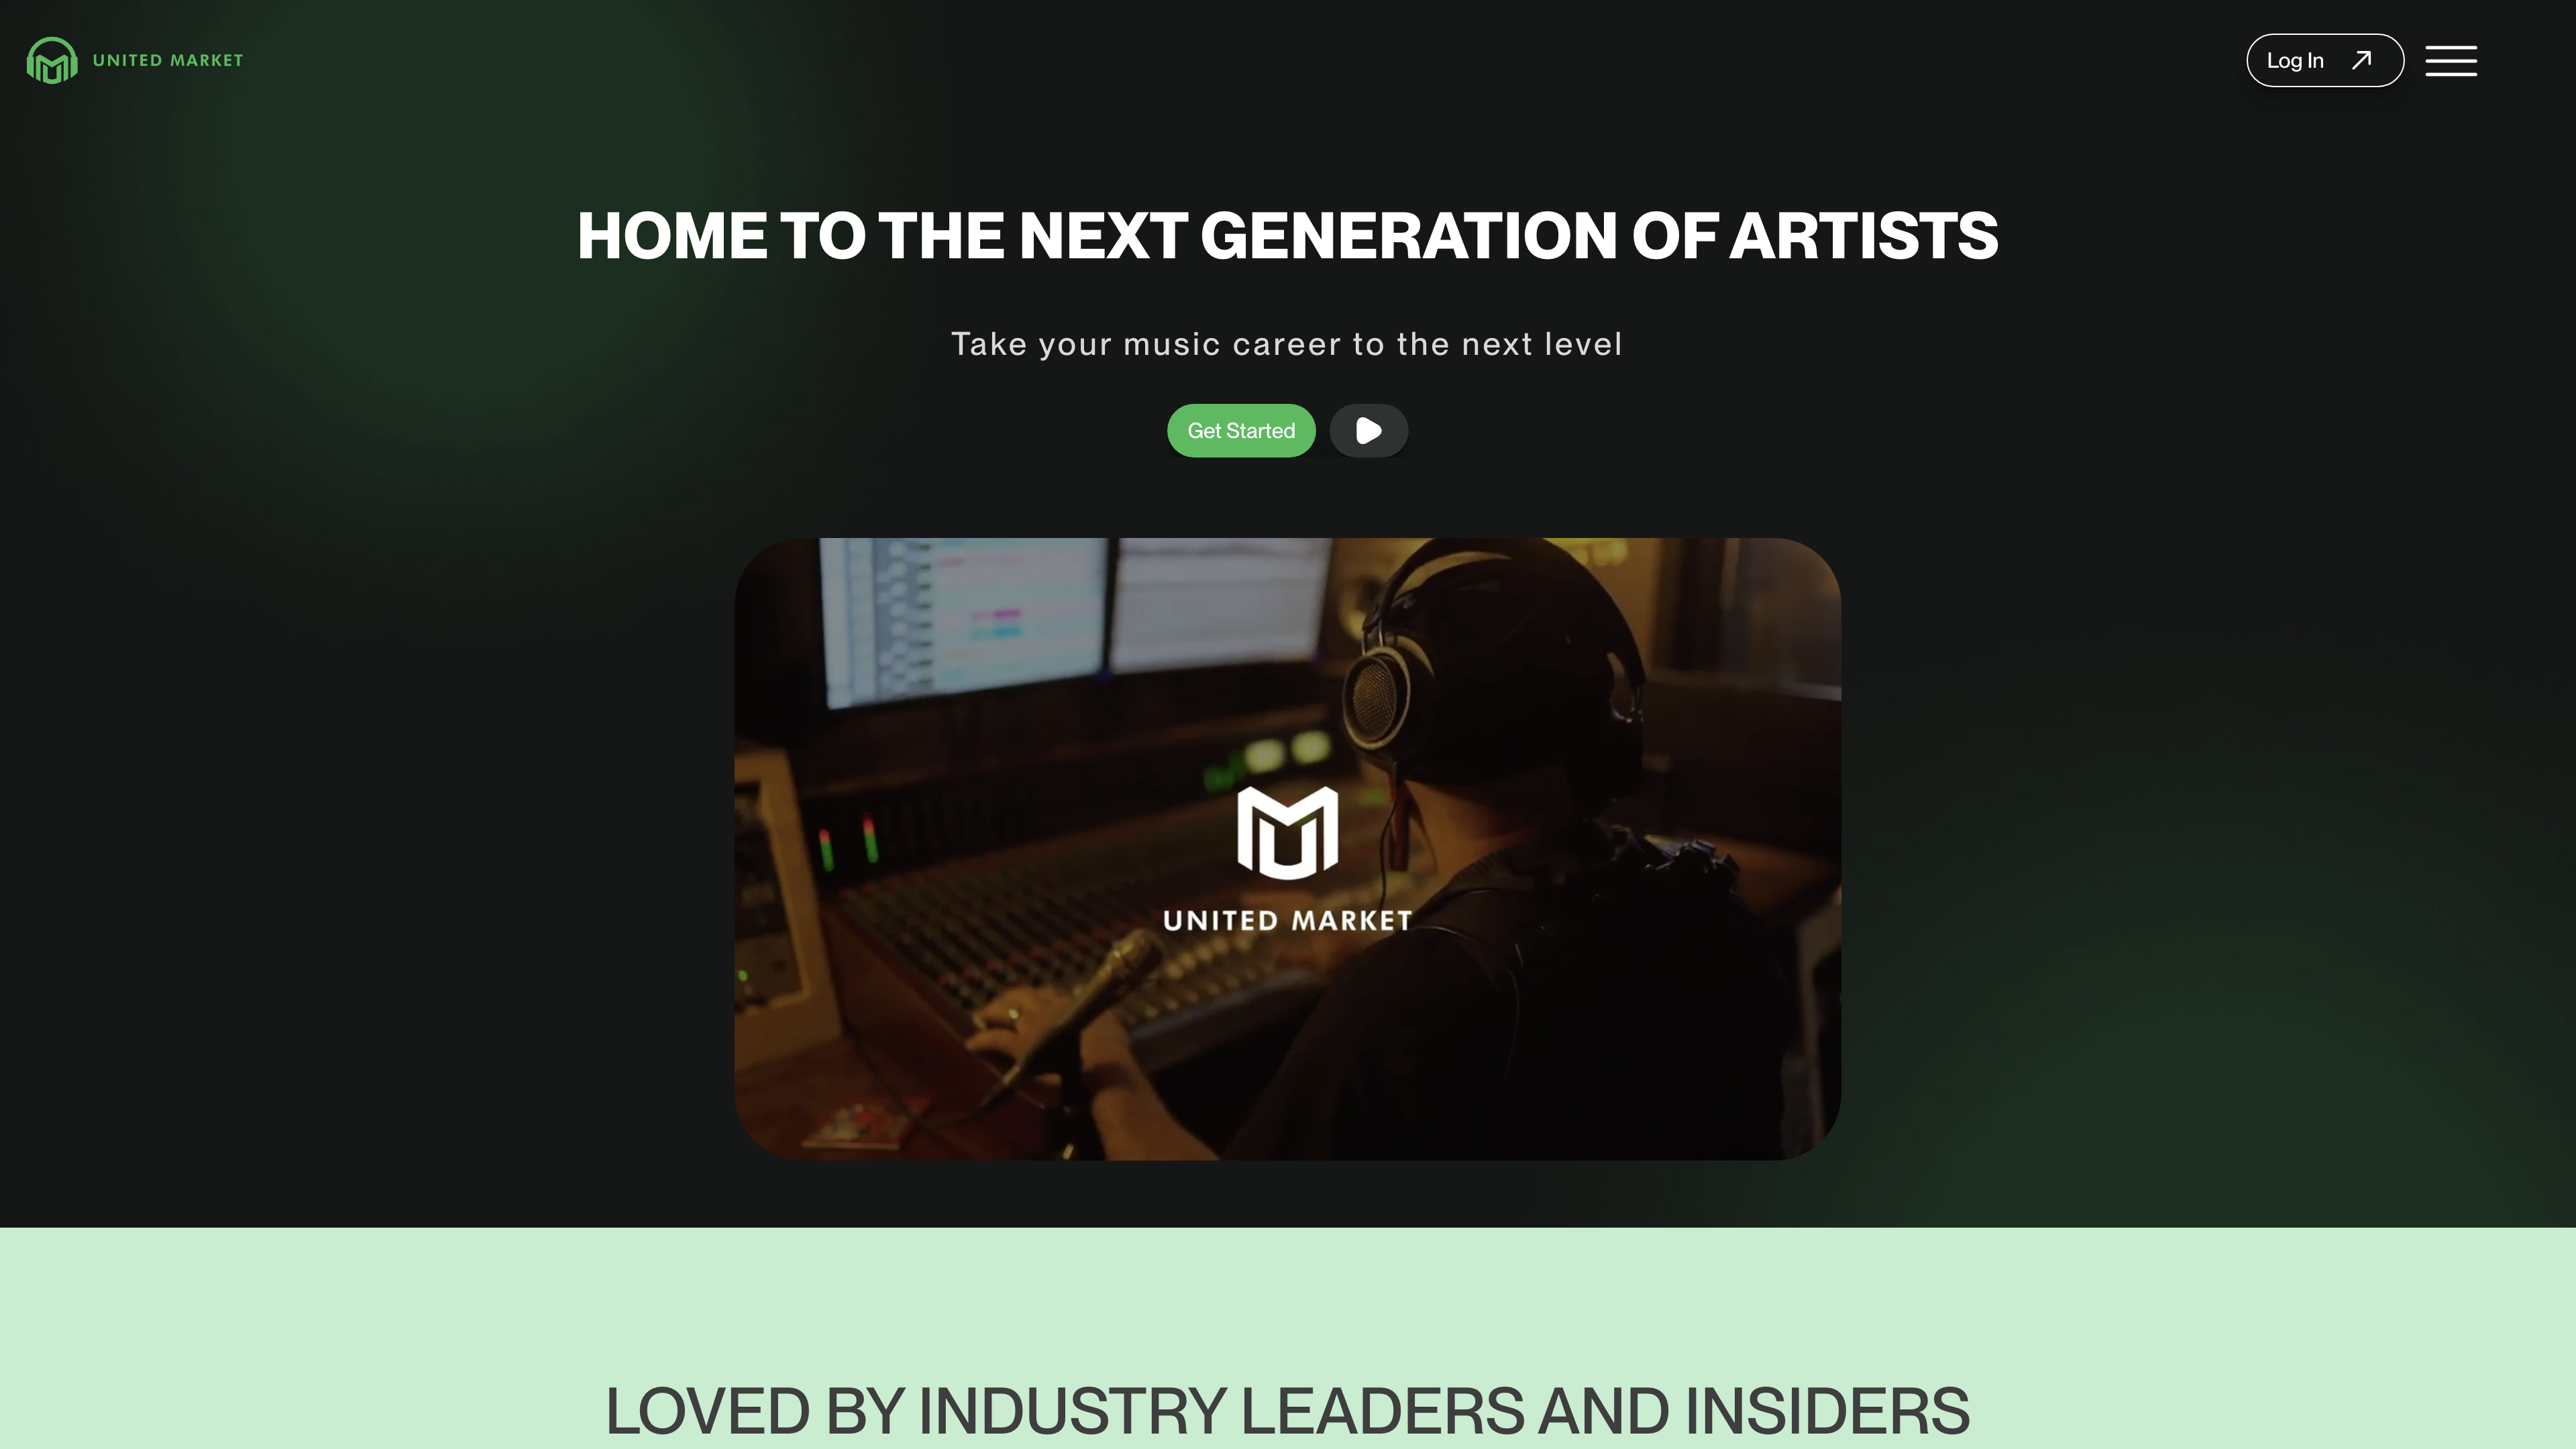 UNITED MARKET
Log In
HOME TO THE NEXT GENERATION OF ARTISTS
Take your music career to the next level
Get Started
UNITED MARKET
LOVED BY INDUSTRY LEADERS AND INSIDERS